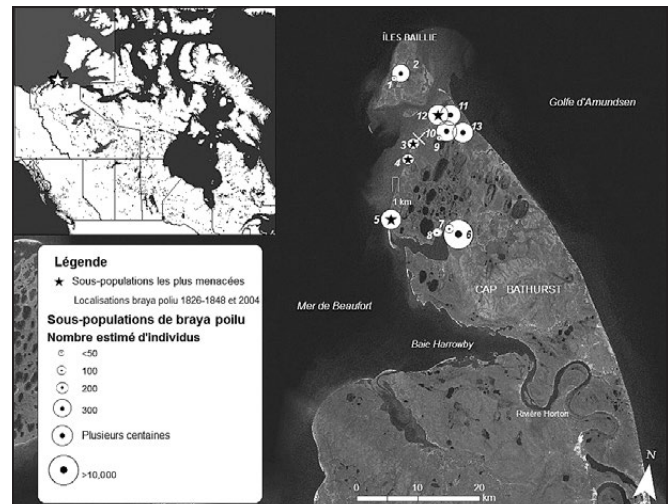 ÎLES BAILLIE
2
1
Golfe d'Amundsen
12
11
10
13
3
9
4
1 km
5
7
8
6
CAP BATHURST
Mer de Beaufort
Baie Harrowby
Rivière Horton
Légende
Sous-populations les plus menacées
Localisations braya poliu 1826-1848 et 2004
Sous-populations de braya poilu
Nombre estimé d'individus
<50
100
200
300
Plusieurs centaines
>10,000
N
0 10 20
km